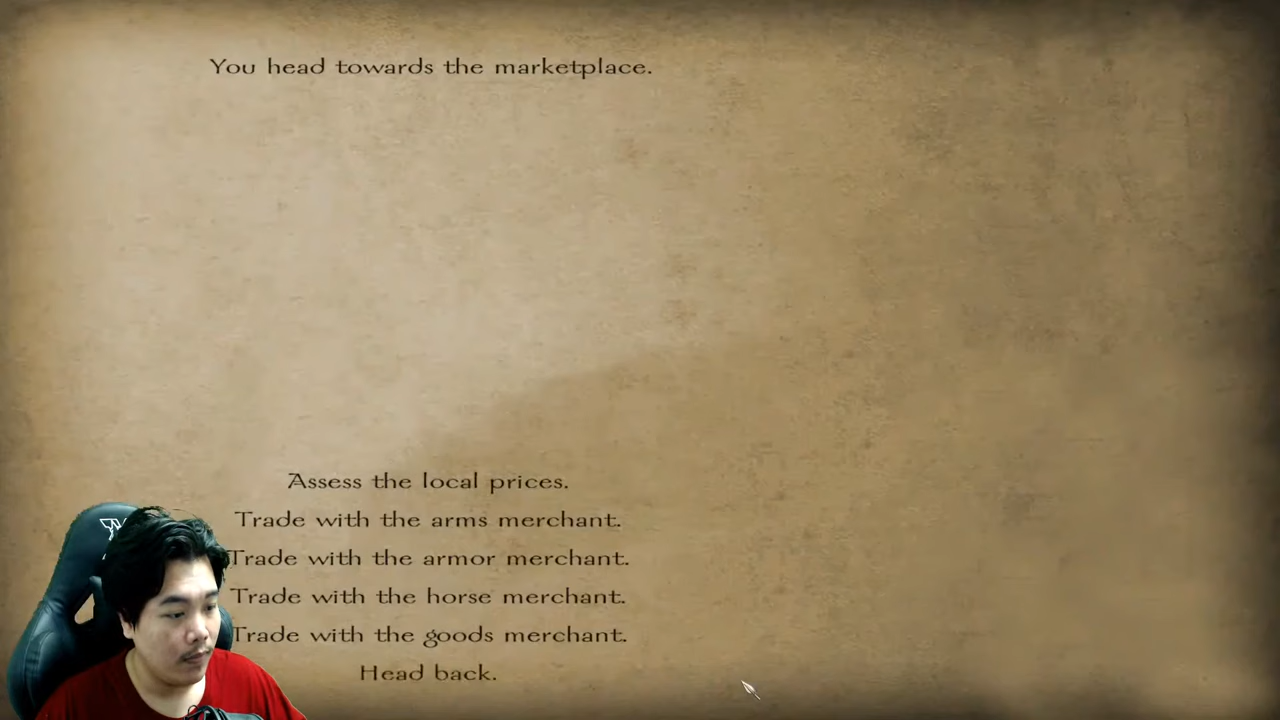 You head towards the marketplace.
Assess the local prices.
Trade with the arms merchant.
Trade with the armor merchant.
Trade with the horse merchant.
Trade with the goods merchant.
Head back.